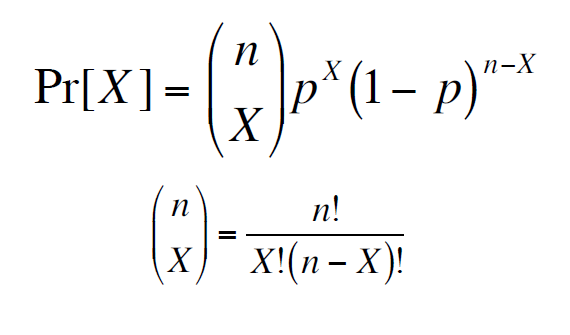 Pr[X] = (n X) p^X (1 − p)^{n−X}
(n X) = n! / X!(n − X)!